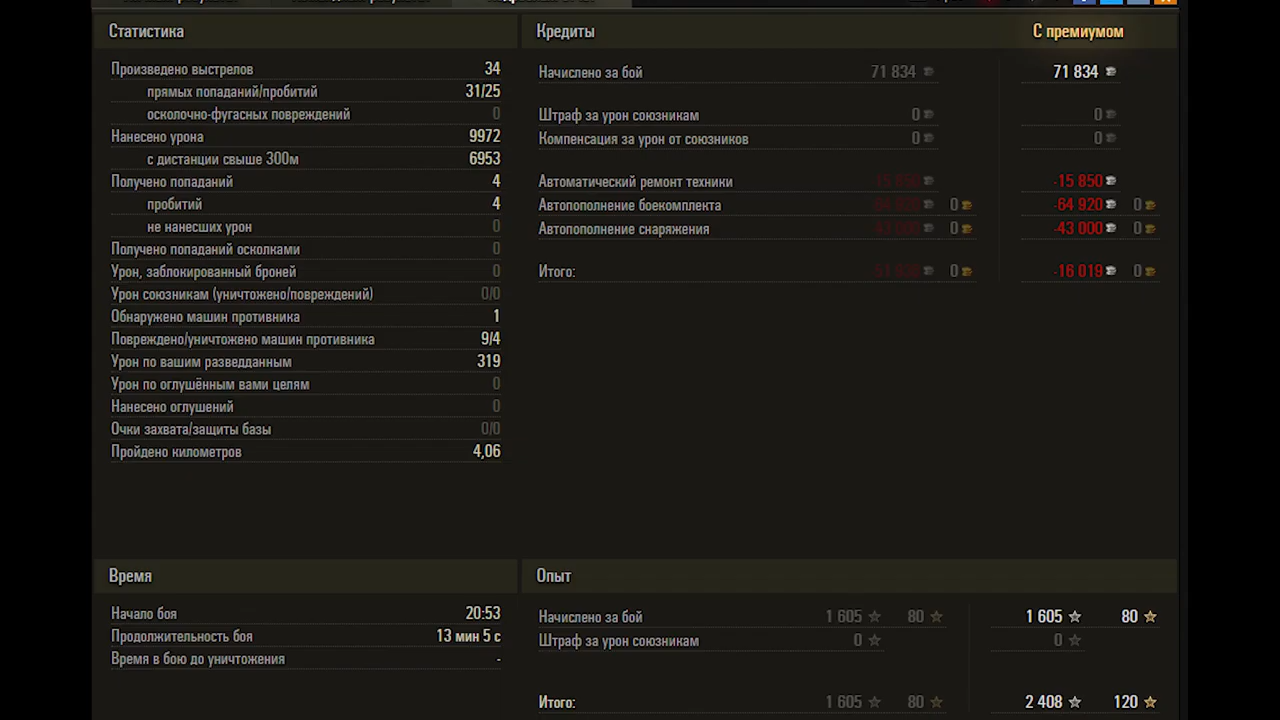 Статистика
Произведено выстрелов 34
прямых попаданий/пробитий 31/25
осколочно-фугасных повреждений 0
Нанесено урона 9972
с дистанции свыше 300м 6953
Получено попаданий 4
пробитий 4
не нанесших урон 0
Получено попаданий осколками 0
Урон, заблокированный броней 0
Урон союзникам (уничтожено/повреждений) 0/0
Обнаружено машин противника 1
Повреждено/уничтожено машин противника 9/4
Урон по вашим разведданным 319
Урон по оглушённым вами целям 0
Нанесено оглушений 0
Очки захвата/защиты базы 0/0
Пройдено километров 4,06
Кредиты С премиумом
Начислено за бой 71 834 71 834
Штраф за урон союзникам 0 0
Компенсация за урон от союзников 0 0
Автоматический ремонт техники -15 850
Автопополнение боекомплекта 0 -64 920 0
Автопополнение снаряжения 0 -43 000 0
Итого: 0 -16 019 0
Время
Начало боя 20:53
Продолжительность боя 13 мин 5 с
Время в бою до уничтожения -
Опыт
Начислено за бой 1 605 80 1 605 80
Штраф за урон союзникам 0 0
Итого: 1 605 80 2 408 120